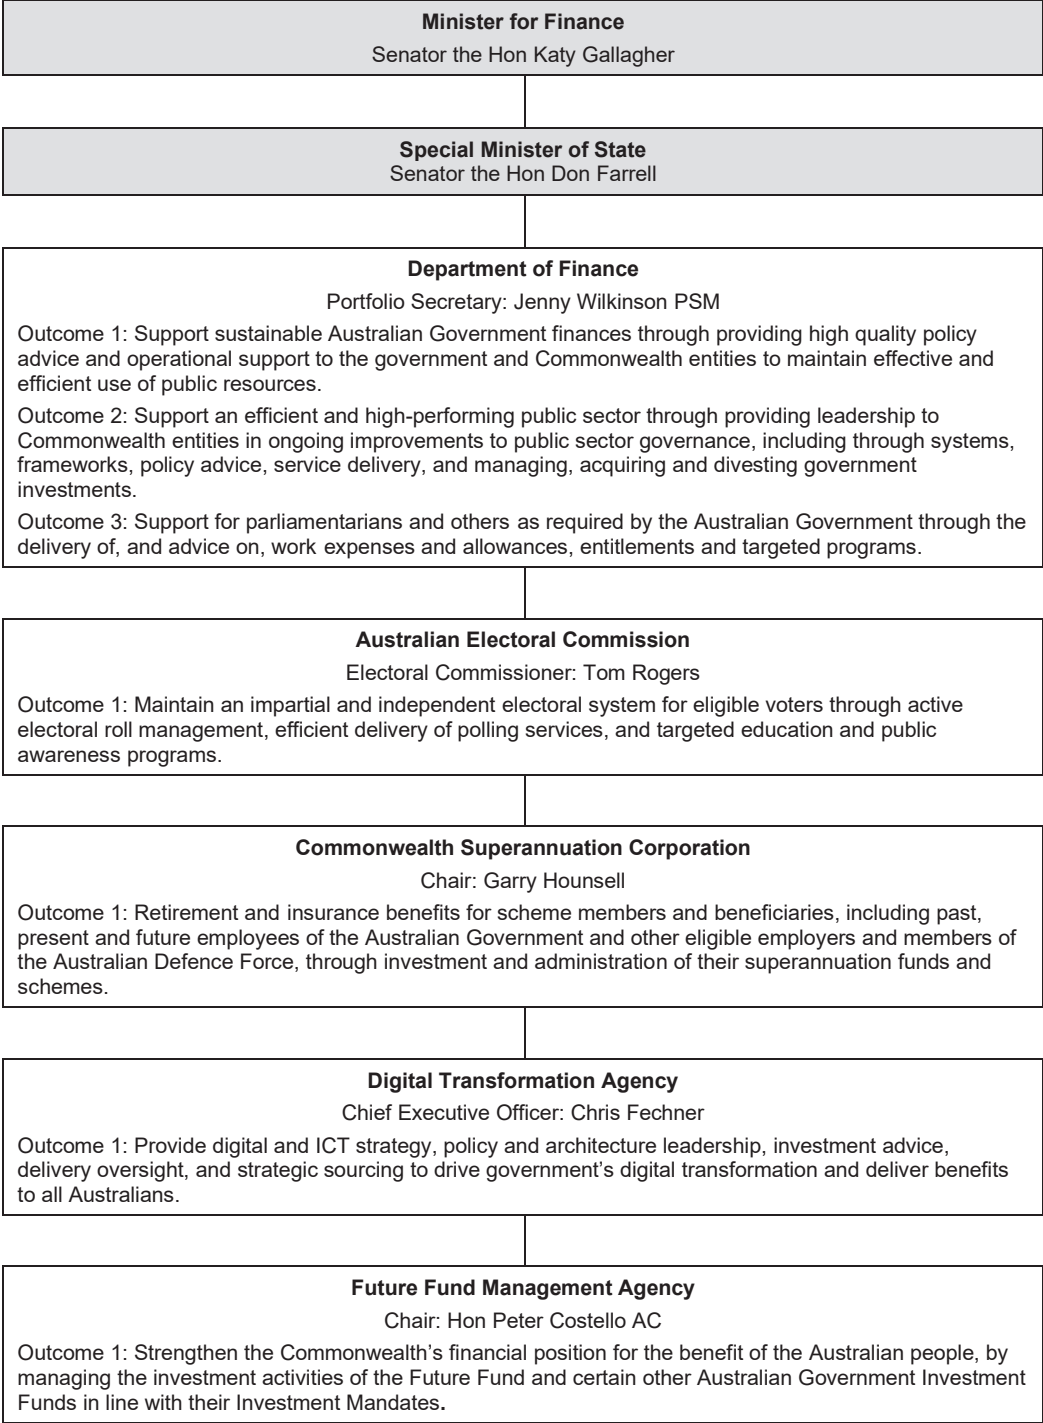 Minister for Finance
Senator the Hon Katy Gallagher
Special Minister of State
Senator the Hon Don Farrell
Department of Finance
Portfolio Secretary: Jenny Wilkinson PSM
Outcome 1: Support sustainable Australian Government finances through providing high quality policy
advice and operational support to the government and Commonwealth entities to maintain effective and
efficient use of public resources.
Outcome 2: Support an efficient and high-performing public sector through providing leadership to
Commonwealth entities in ongoing improvements to public sector governance, including through systems,
frameworks, policy advice, service delivery, and managing, acquiring and divesting government
investments.
Outcome 3: Support for parliamentarians and others as required by the Australian Government through the
delivery of, and advice on, work expenses and allowances, entitlements and targeted programs.
Australian Electoral Commission
Electoral Commissioner: Tom Rogers
Outcome 1: Maintain an impartial and independent electoral system for eligible voters through active
electoral roll management, efficient delivery of polling services, and targeted education and public
awareness programs.
Commonwealth Superannuation Corporation
Chair: Garry Hounsell
Outcome 1: Retirement and insurance benefits for scheme members and beneficiaries, including past,
present and future employees of the Australian Government and other eligible employers and members of
the Australian Defence Force, through investment and administration of their superannuation funds and
schemes.
Digital Transformation Agency
Chief Executive Officer: Chris Fechner
Outcome 1: Provide digital and ICT strategy, policy and architecture leadership, investment advice,
delivery oversight, and strategic sourcing to drive government’s digital transformation and deliver benefits
to all Australians.
Future Fund Management Agency
Chair: Hon Peter Costello AC
Outcome 1: Strengthen the Commonwealth’s financial position for the benefit of the Australian people, by
managing the investment activities of the Future Fund and certain other Australian Government Investment
Funds in line with their Investment Mandates.